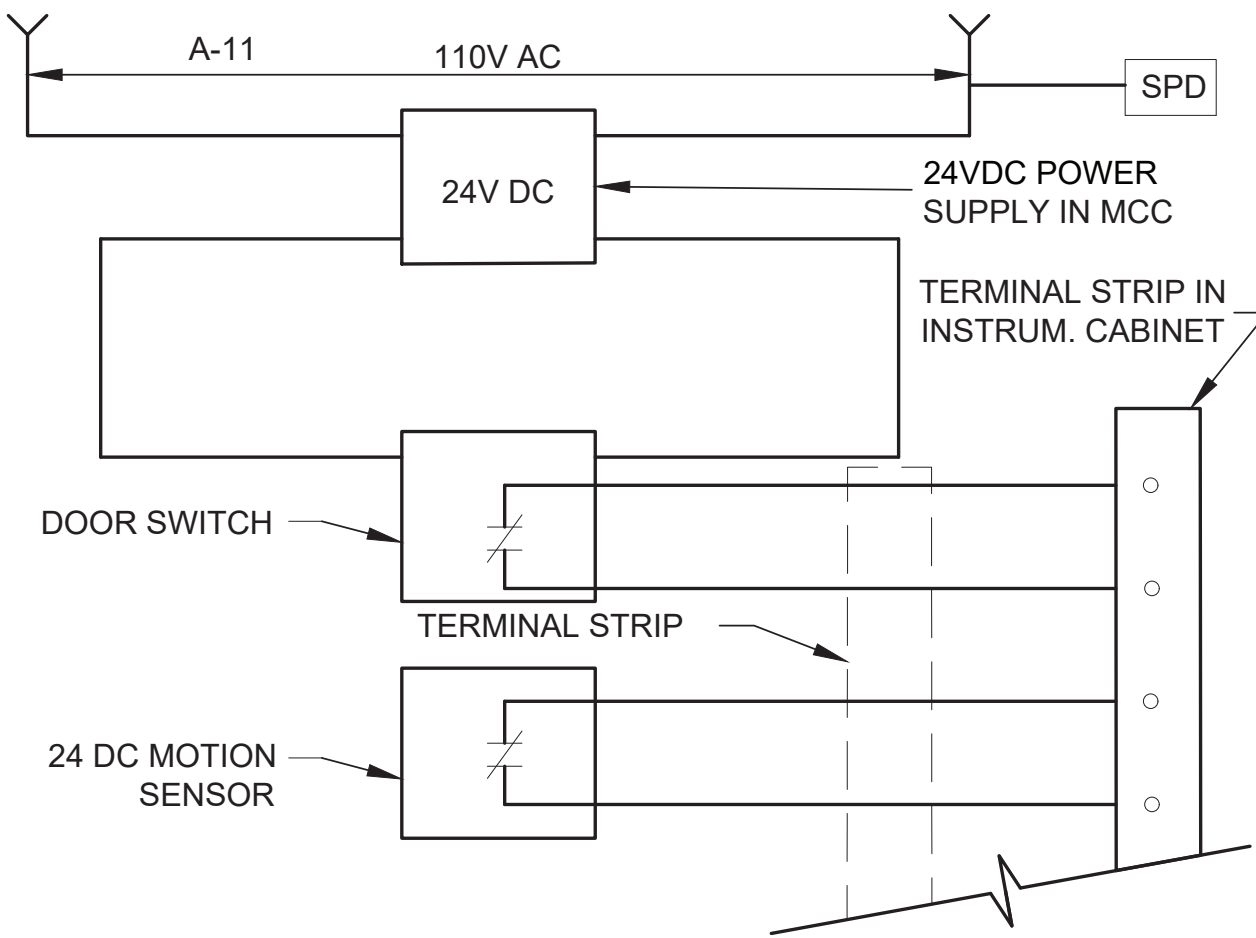 A-11
110V AC
SPD
24V DC
24VDC POWER
SUPPLY IN MCC
TERMINAL STRIP IN
INSTRUM. CABINET
DOOR SWITCH
TERMINAL STRIP
24 DC MOTION
SENSOR